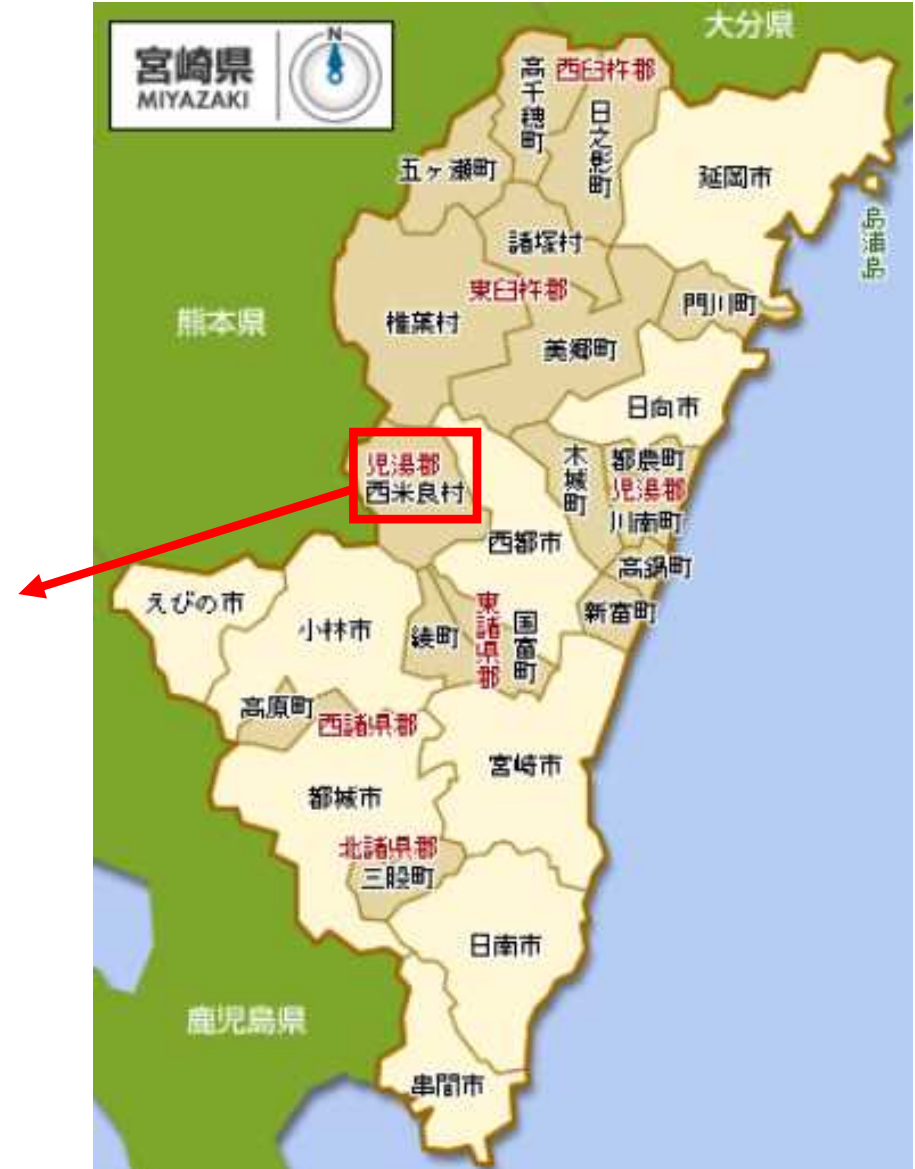 大分県
宮崎県
MIYAZAKI
N
西臼杵郡
高千穂町
日之影町
五ヶ瀬町
延岡市
島浦島
諸塚村
東臼杵郡
門川町
熊本県
椎葉村
美郷町
日向市
児湯郡
西米良村
木城町
都農町
児湯郡
川南町
西都市
高鍋町
えびの市
小林市
綾町
東諸県郡
国富町
新富町
高原町
西諸県郡
宮崎市
都城市
北諸県郡
三股町
日南市
鹿児島県
串間市